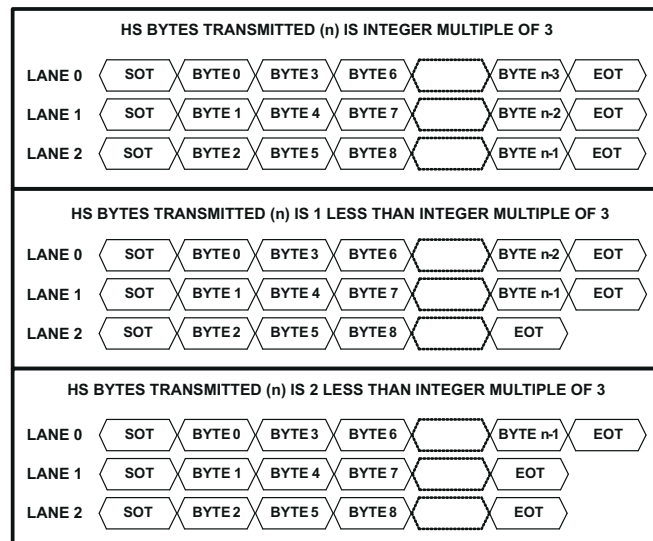 HS BYTES TRANSMITTED (n) IS INTEGER MULTIPLE OF 3
LANE 0 SOT BYTE 0 BYTE 3 BYTE 6 BYTE n-3 EOT
LANE 1 SOT BYTE 1 BYTE 4 BYTE 7 BYTE n-2 EOT
LANE 2 SOT BYTE 2 BYTE 5 BYTE 8 BYTE n-1 EOT
HS BYTES TRANSMITTED (n) IS 1 LESS THAN INTEGER MULTIPLE OF 3
LANE 0 SOT BYTE 0 BYTE 3 BYTE 6 BYTE n-2 EOT
LANE 1 SOT BYTE 1 BYTE 4 BYTE 7 BYTE n-1 EOT
LANE 2 SOT BYTE 2 BYTE 5 BYTE 8 EOT
HS BYTES TRANSMITTED (n) IS 2 LESS THAN INTEGER MULTIPLE OF 3
LANE 0 SOT BYTE 0 BYTE 3 BYTE 6 BYTE n-1 EOT
LANE 1 SOT BYTE 1 BYTE 4 BYTE 7 EOT
LANE 2 SOT BYTE 2 BYTE 5 BYTE 8 EOT